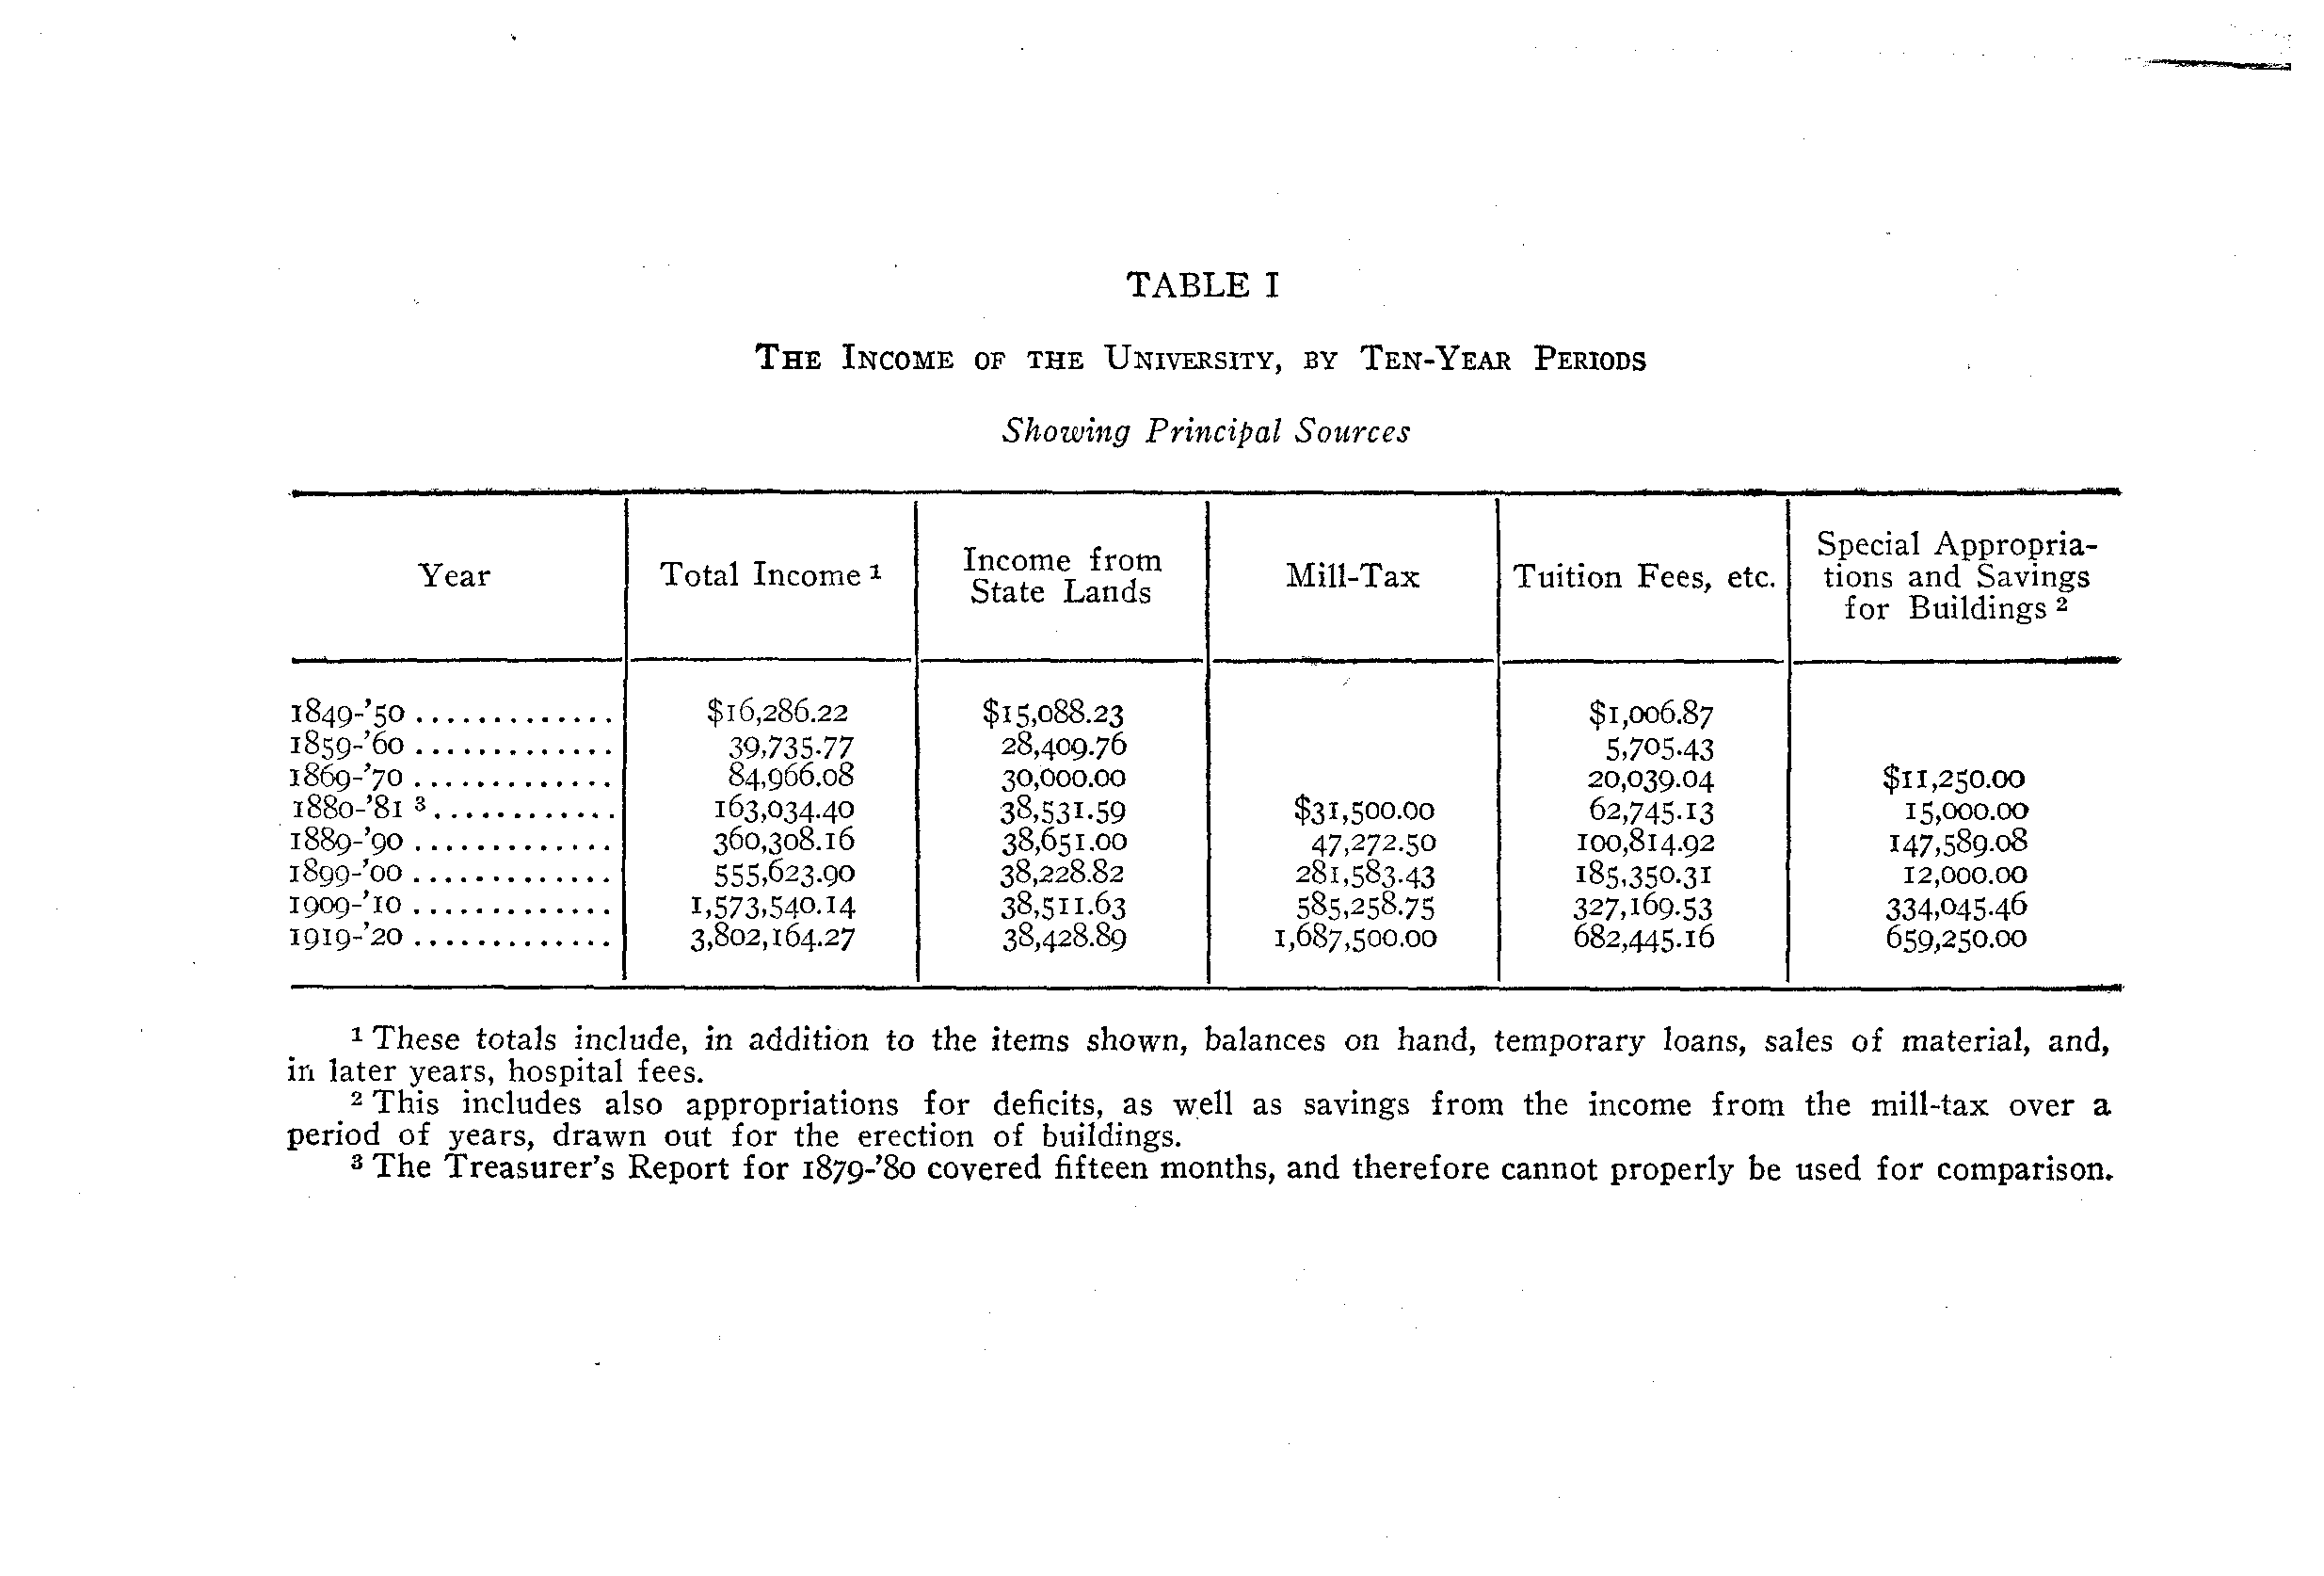 TABLE I
THE INCOME OF THE UNIVERSITY, BY TEN-YEAR PERIODS
Showing Principal Sources
Year Total Income 1 Income from State Lands Mill-Tax Tuition Fees, etc. Special Appropria-
tions and Savings
for Buildings 2
1849-'50 ............. $16,286.22 $15,088.23 $1,006.87
1859-'60 ............. 39,735.77 28,409.76 5,705.43
1869-'70 ............. 84,966.08 30,000.00 20,039.04 $11,250.00
1880-'81 3 ............ 163,034.40 38,531.59 $31,500.00 62,745.13 15,000.00
1889-'90 ............. 360,308.16 38,651.00 47,272.50 100,814.92 147,589.08
1899-'00 ............. 555,623.90 38,228.82 281,583.43 185,350.31 12,000.00
1909-'10 ............. 1,573,540.14 38,511.63 585,258.75 327,169.53 334,045.46
1919-'20 ............. 3,802,164.27 38,428.89 1,687,500.00 682,445.16 659,250.00
1 These totals include, in addition to the items shown, balances on hand, temporary loans, sales of material, and,
in later years, hospital fees.
2 This includes also appropriations for deficits, as well as savings from the income from the mill-tax over a
period of years, drawn out for the erection of buildings.
3 The Treasurer's Report for 1879-'80 covered fifteen months, and therefore cannot properly be used for comparison.